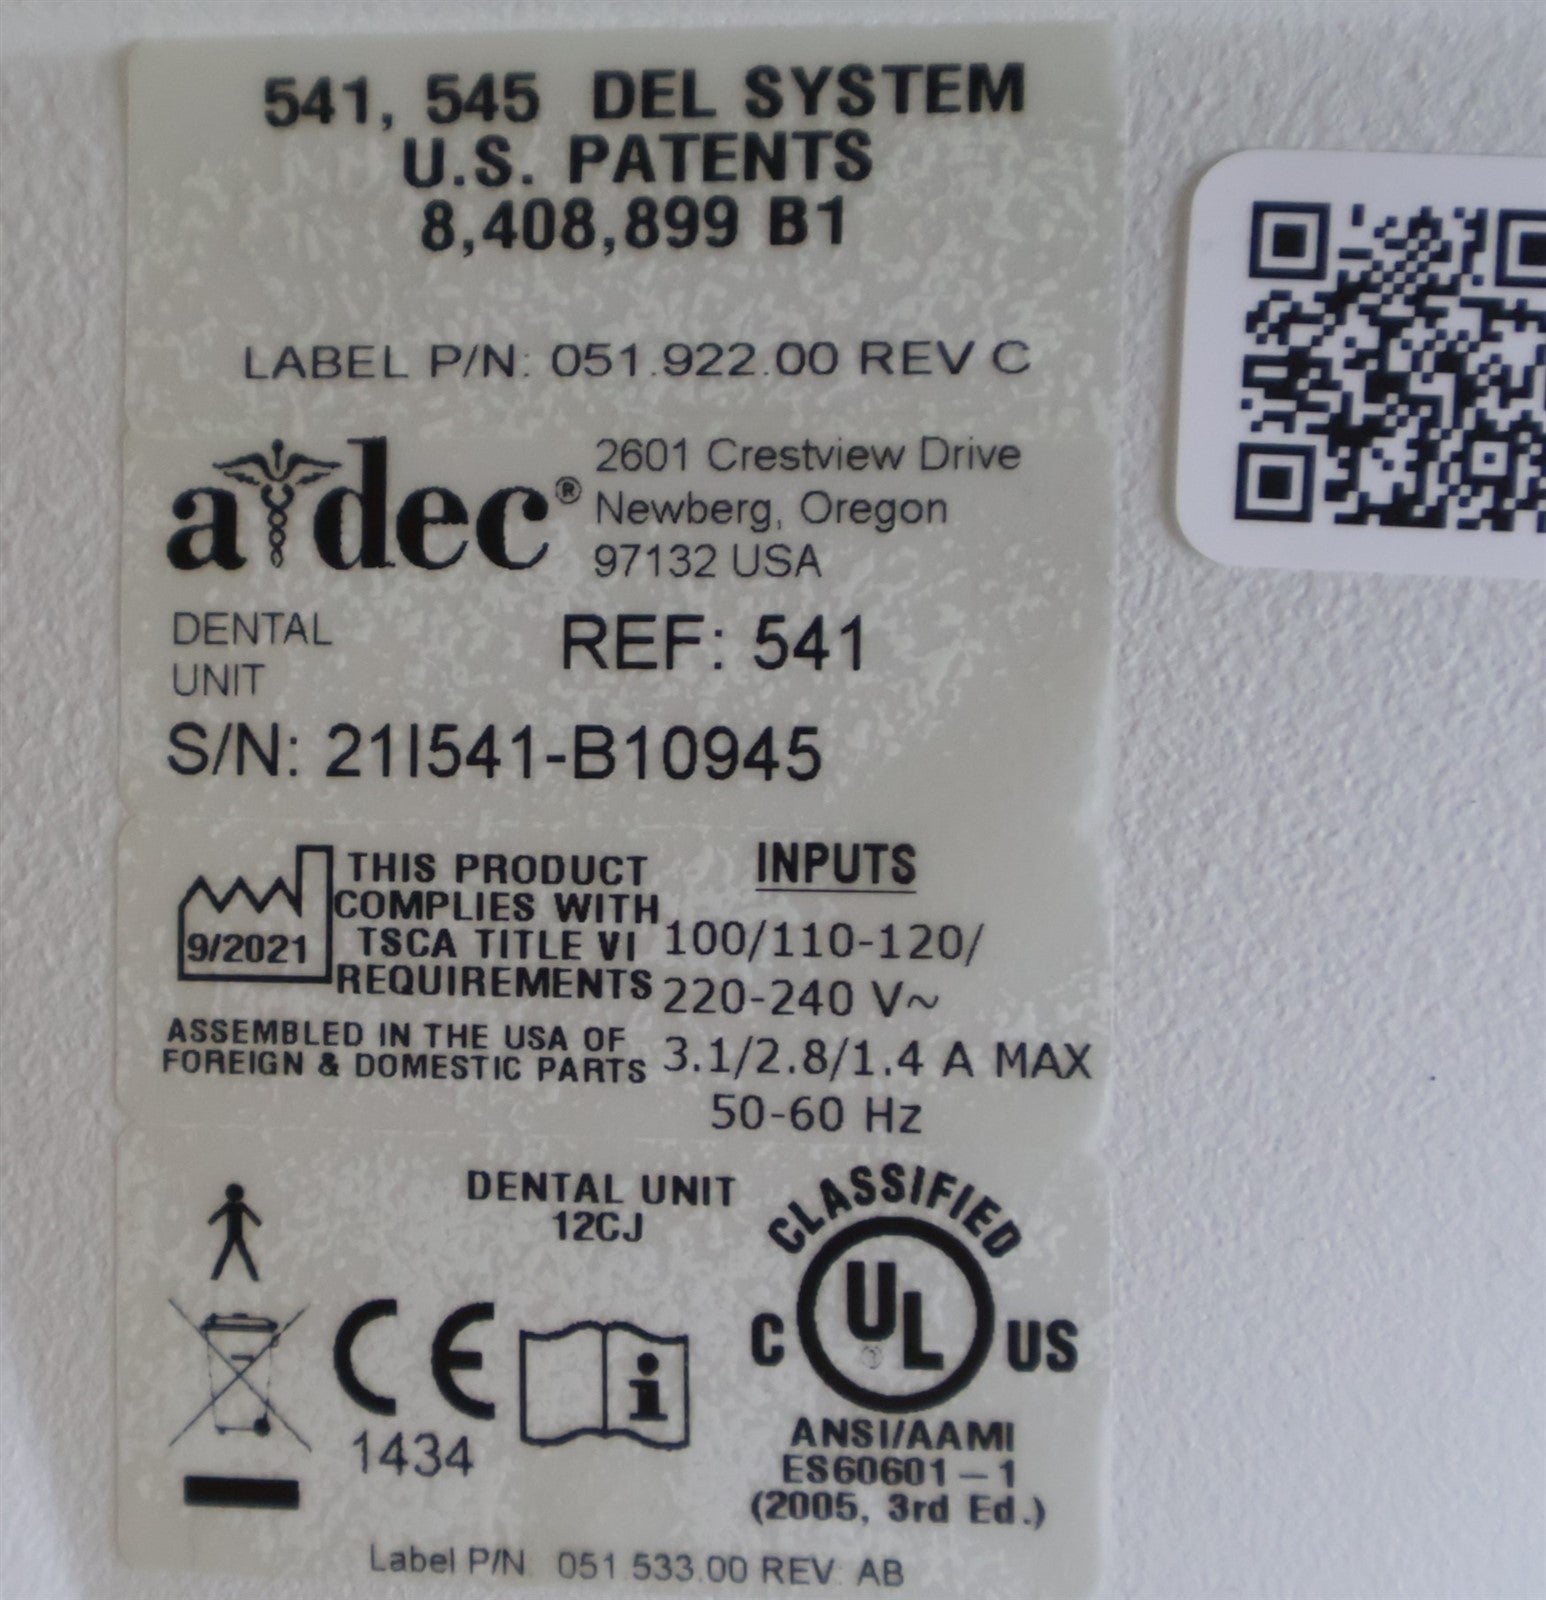 541, 545 DEL SYSTEM
U.S. PATENTS
8,408,899 B1
LABEL P/N: 051.922.00 REV C
a dec®
2601 Crestview Drive
Newberg, Oregon
97132 USA
DENTAL
UNIT
REF: 541
S/N: 21I541-B10945
9/2021
THIS PRODUCT
COMPLIES WITH
TSCA TITLE VI
REQUIREMENTS
ASSEMBLED IN THE USA OF
FOREIGN & DOMESTIC PARTS
INPUTS
100/110-120/
220-240 V~
3.1/2.8/1.4 A MAX
50-60 Hz
DENTAL UNIT
12CJ
CE
1434
i
CLASSIFIED
C UL US
ANSI/AAMI
ES60601-1
(2005, 3rd Ed.)
Label P/N 051.533.00 REV. AB